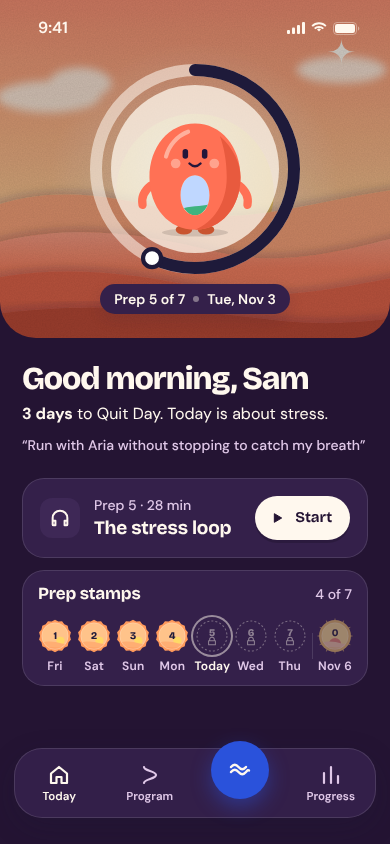 9:41
Prep 5 of 7 • Tue, Nov 3
Good morning, Sam
3 days to Quit Day. Today is about stress.
“Run with Aria without stopping to catch my breath”
Prep 5 · 28 min
The stress loop
Start
Prep stamps
4 of 7
1 2 3 4 5 6 7 0
Fri Sat Sun Mon Today Wed Thu Nov 6
Today Program Progress